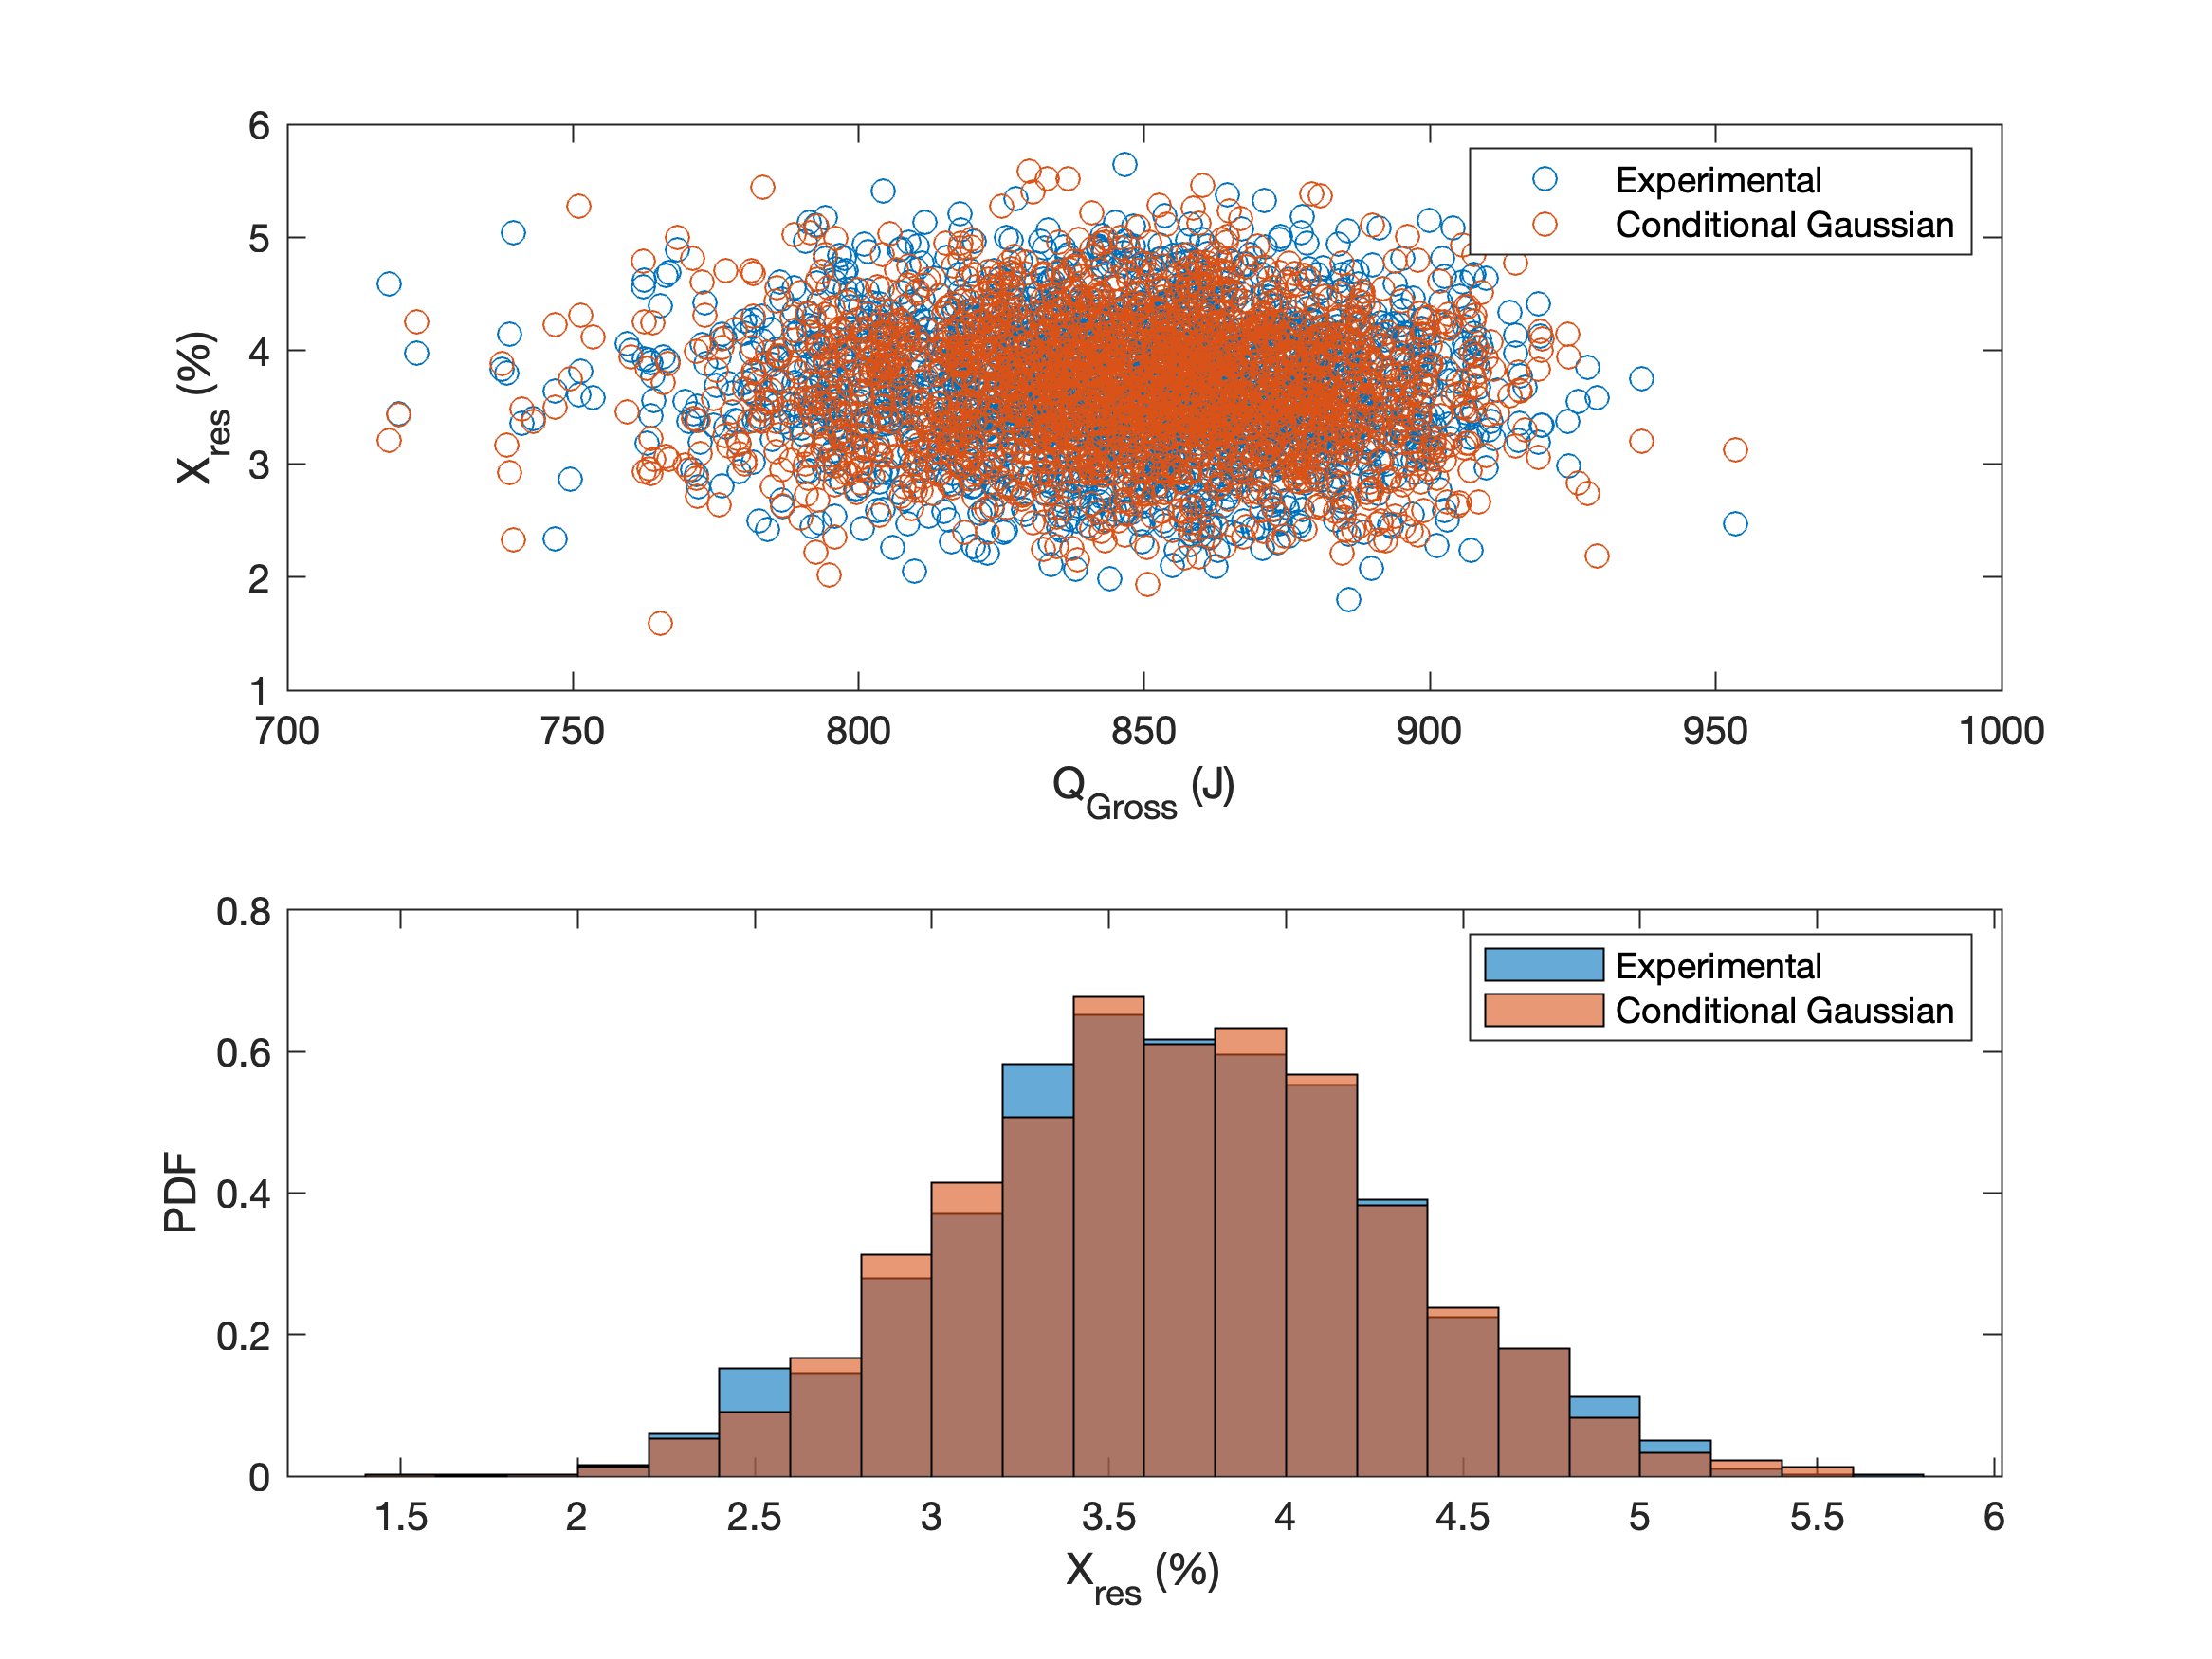 6
5
4
3
2
1
X_res (%)
Experimental
Conditional Gaussian
700 750 800 850 900 950 1000
Q_Gross (J)
0.8
0.6
0.4
0.2
0
PDF
Experimental
Conditional Gaussian
1.5 2 2.5 3 3.5 4 4.5 5 5.5 6
X_res (%)